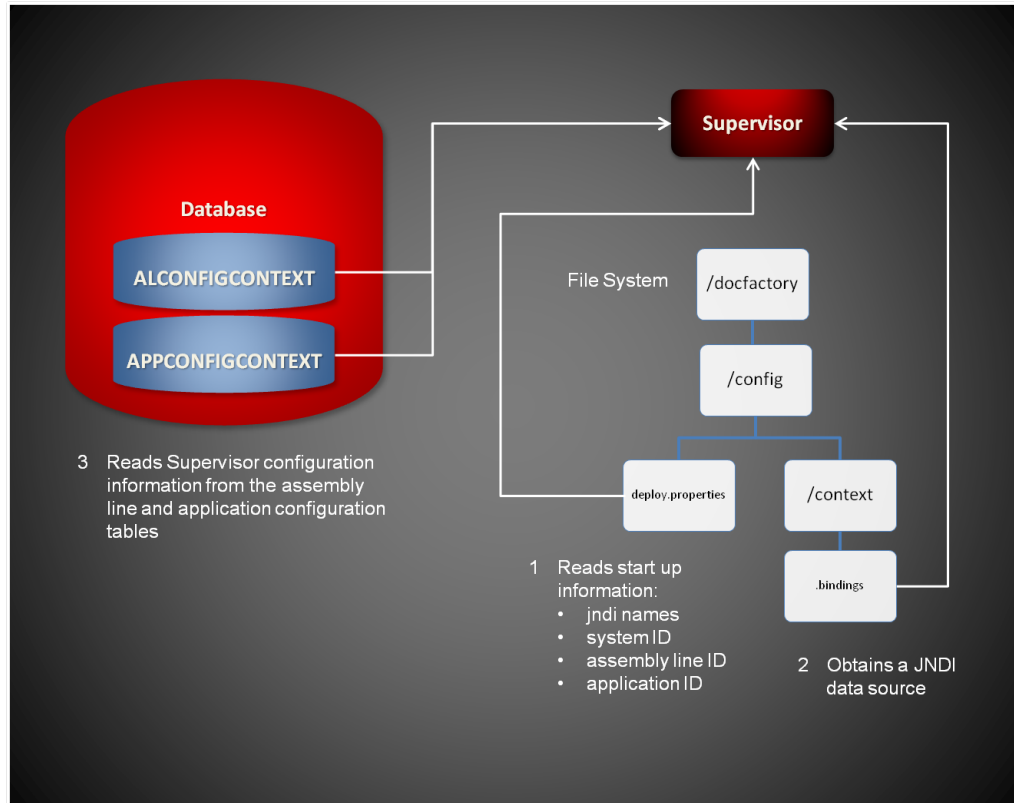 Supervisor
Database
ALCONFIGCONTEXT
APPCONFIGCONTEXT
File System
/docfactory
/config
deploy.properties
/context
.bindings
3 Reads Supervisor configuration
information from the assembly
line and application configuration
tables
1 Reads start up
information:
• jndi names
• system ID
• assembly line ID
• application ID
2 Obtains a JNDI
data source